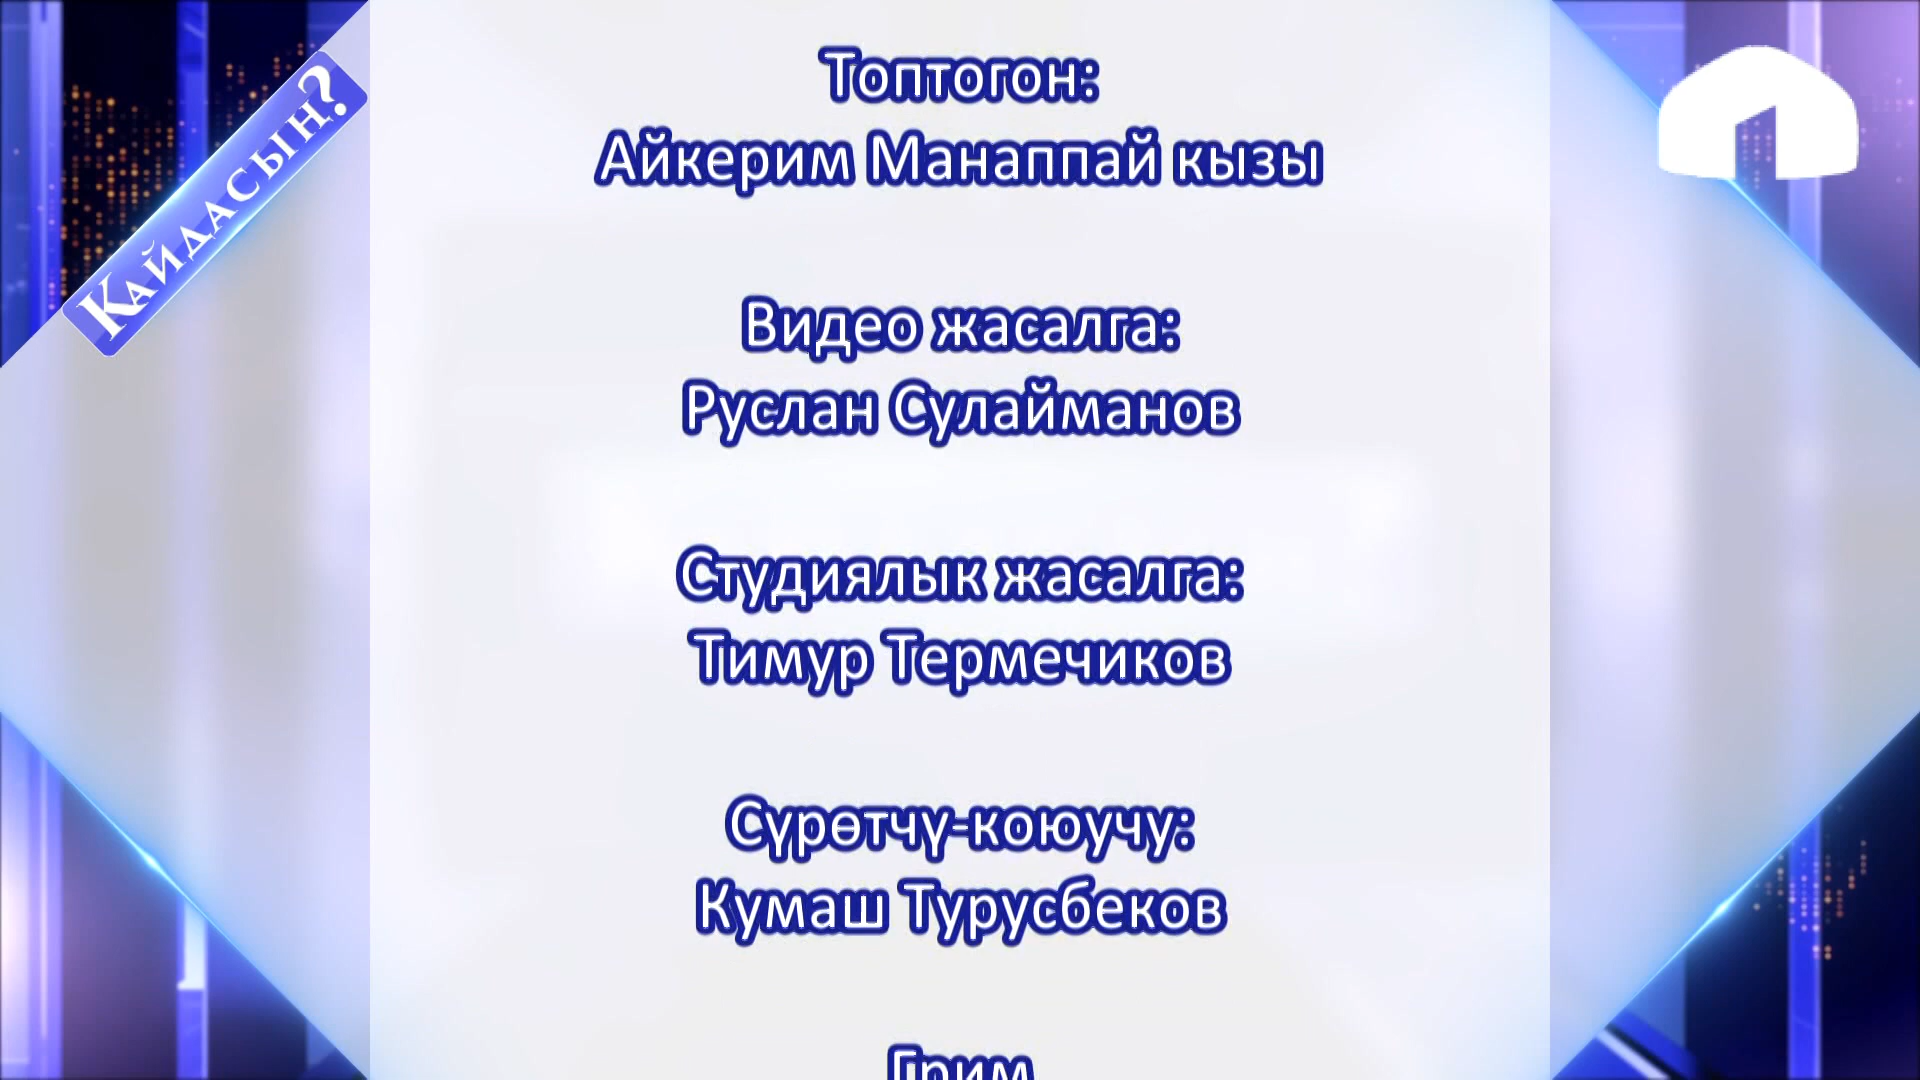 Кайдасың?
Топтогон:
Айкерим Манаппай кызы
Видео жасалга:
Руслан Сулайманов
Студиялык жасалга:
Тимур Термечиков
Сүрөтчү-коюучу:
Кумаш Турусбеков
Грим